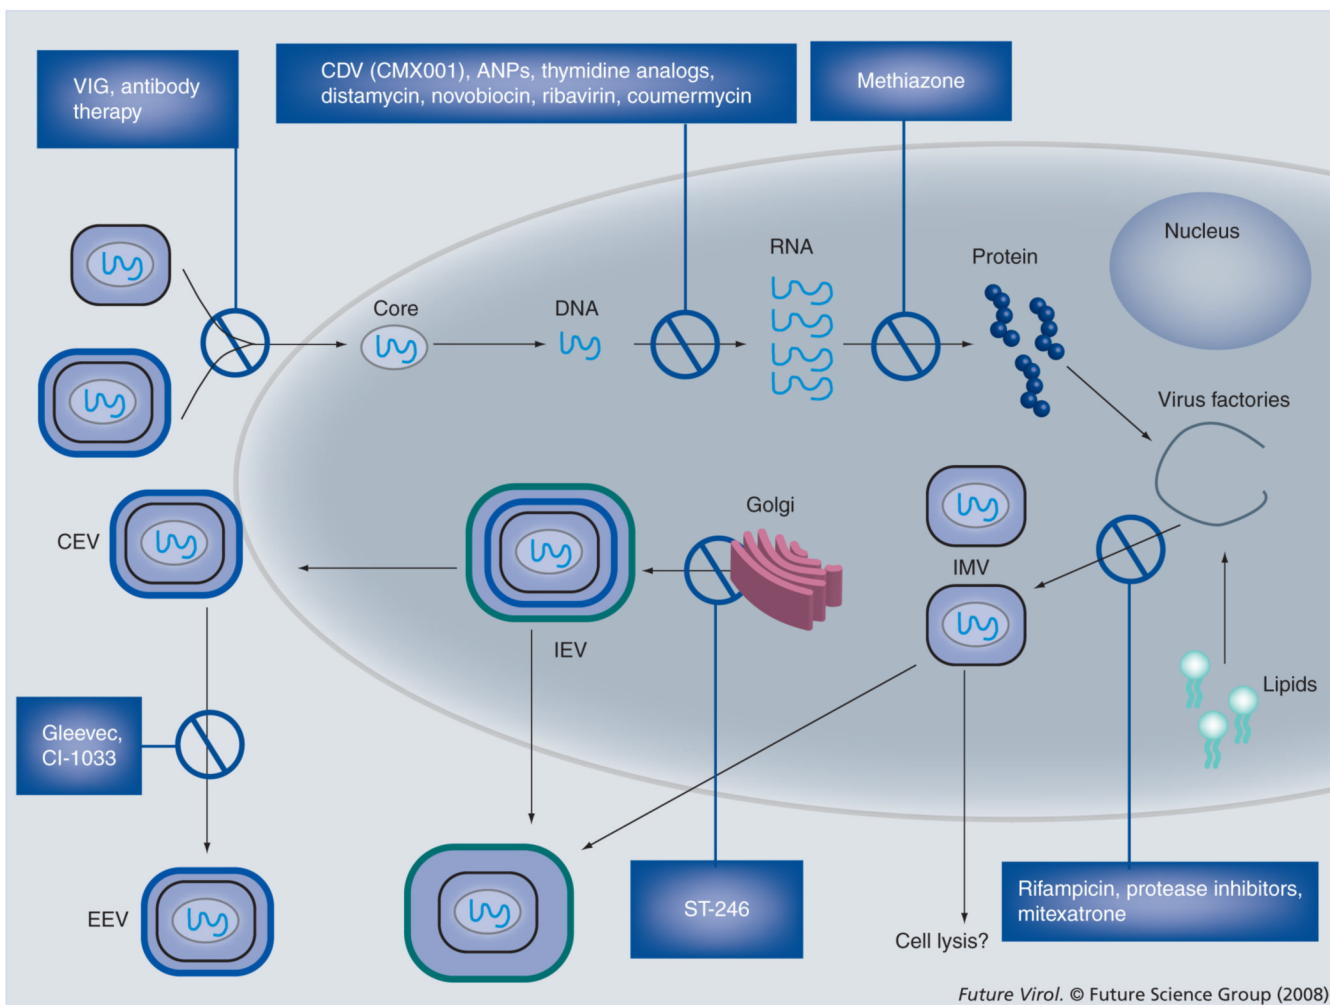 VIG, antibody
therapy
CDV (CMX001), ANPs, thymidine analogs,
distamycin, novobiocin, ribavirin, coumermycin
Methiazone
Nucleus
RNA
Protein
Core
DNA
Virus factories
Golgi
CEV
IMV
IEV
Lipids
Gleevec,
CI-1033
EEV
ST-246
Rifampicin, protease inhibitors,
mitexatrone
Cell lysis?
Future Virol. © Future Science Group (2008)